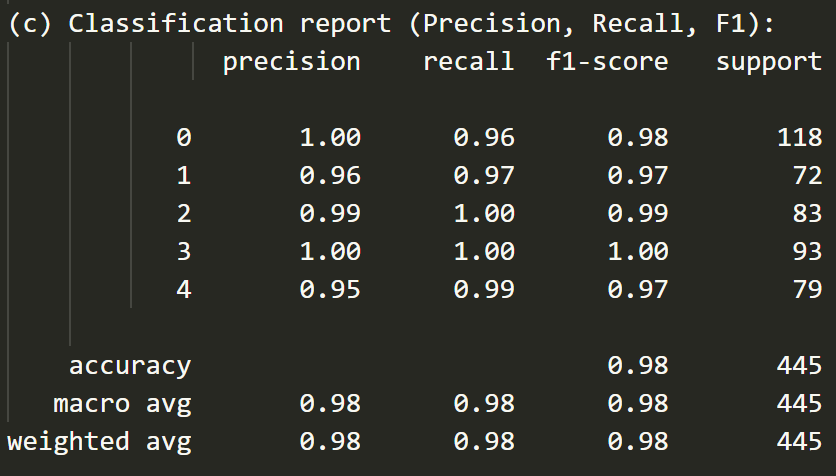 (c) Classification report (Precision, Recall, F1):
precision recall f1-score support
0 1.00 0.96 0.98 118
1 0.96 0.97 0.97 72
2 0.99 1.00 0.99 83
3 1.00 1.00 1.00 93
4 0.95 0.99 0.97 79
accuracy 0.98 445
macro avg 0.98 0.98 0.98 445
weighted avg 0.98 0.98 0.98 445